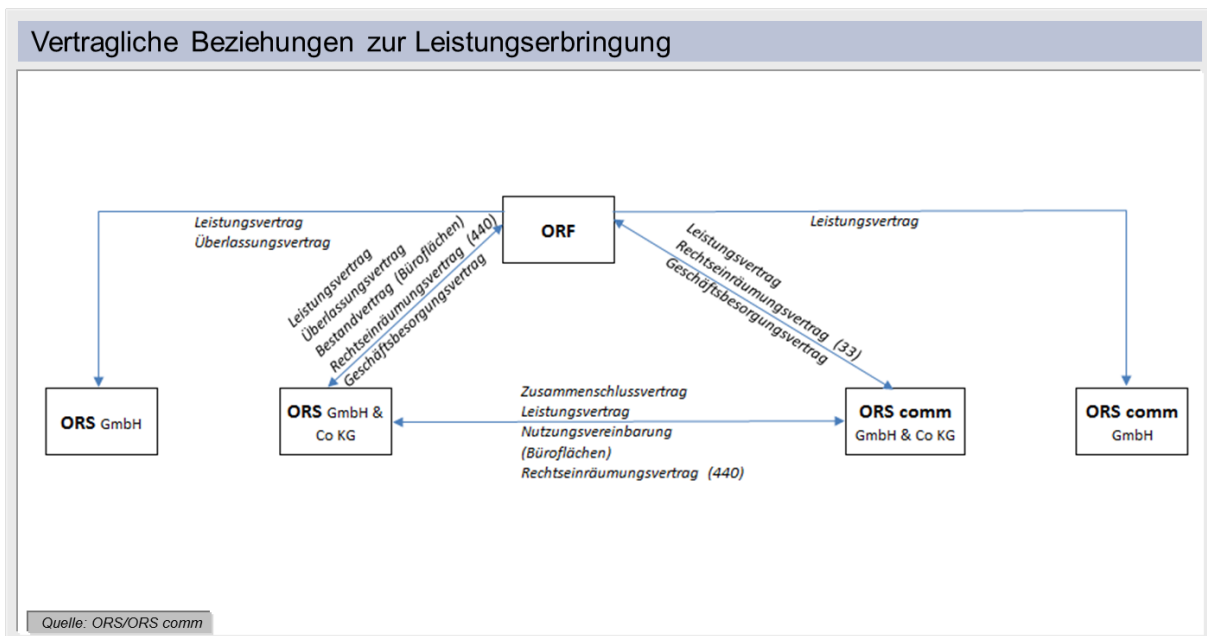 Vertragliche Beziehungen zur Leistungserbringung
ORF
Leistungsvertrag
Überlassungsvertrag
Leistungsvertrag
Überlassungsvertrag
Bestandvertrag (Büroflächen)
Rechtseinräumungsvertrag (440)
Geschäftsbesorgungsvertrag
Leistungsvertrag
Rechtseinräumungsvertrag (33)
Geschäftsbesorgungsvertrag
Leistungsvertrag
ORS GmbH
ORS GmbH &
Co KG
Zusammenschlussvertrag
Leistungsvertrag
Nutzungsvereinbarung
(Büroflächen)
Rechtseinräumungsvertrag (440)
ORS comm
GmbH & Co KG
ORS comm
GmbH
Quelle: ORS/ORS comm